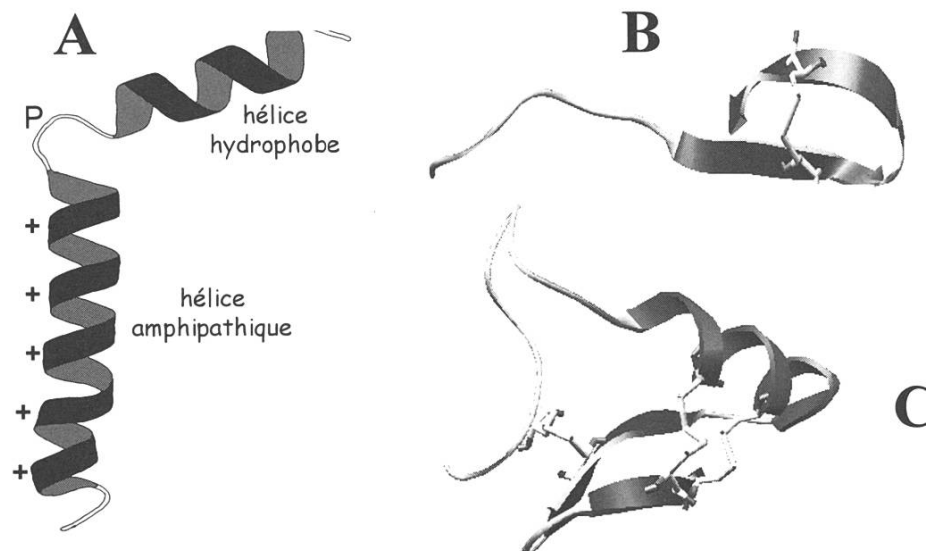 A
B
P
hélice
hydrophobe
+
+
hélice
amphipathique
+
+
+
C